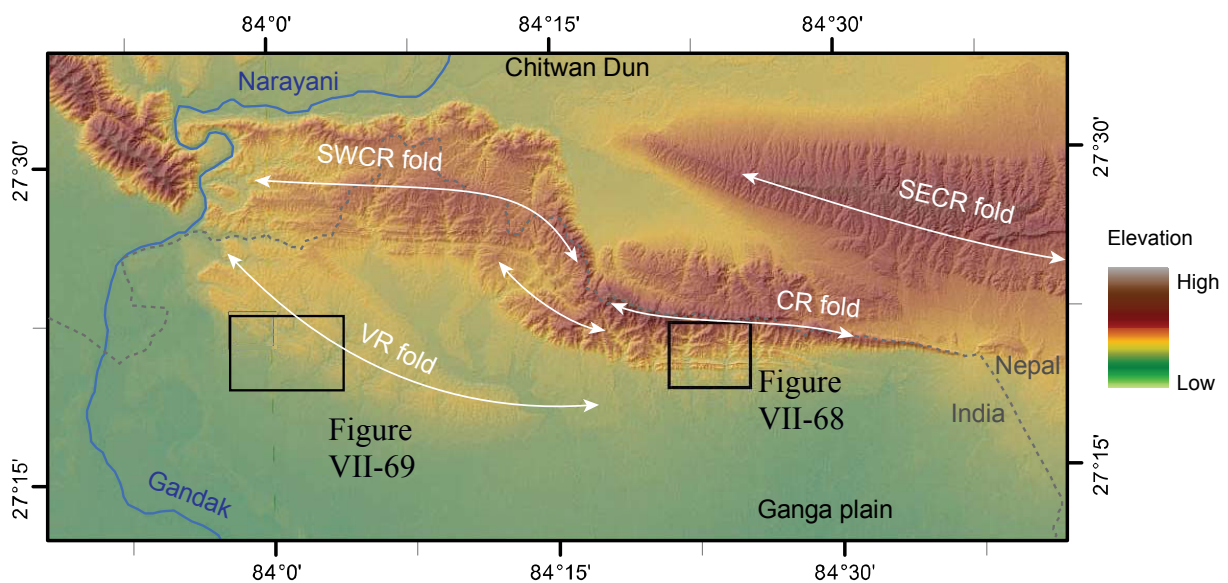 84°0'
84°15'
84°30'
Narayani
Chitwan Dun
27°30'
27°30'
SWCR fold
SECR fold
Elevation
High
Low
CR fold
VR fold
Nepal
India
Figure
VII-68
Figure
VII-69
27°15'
27°15'
Gandak
Ganga plain
84°0'
84°15'
84°30'